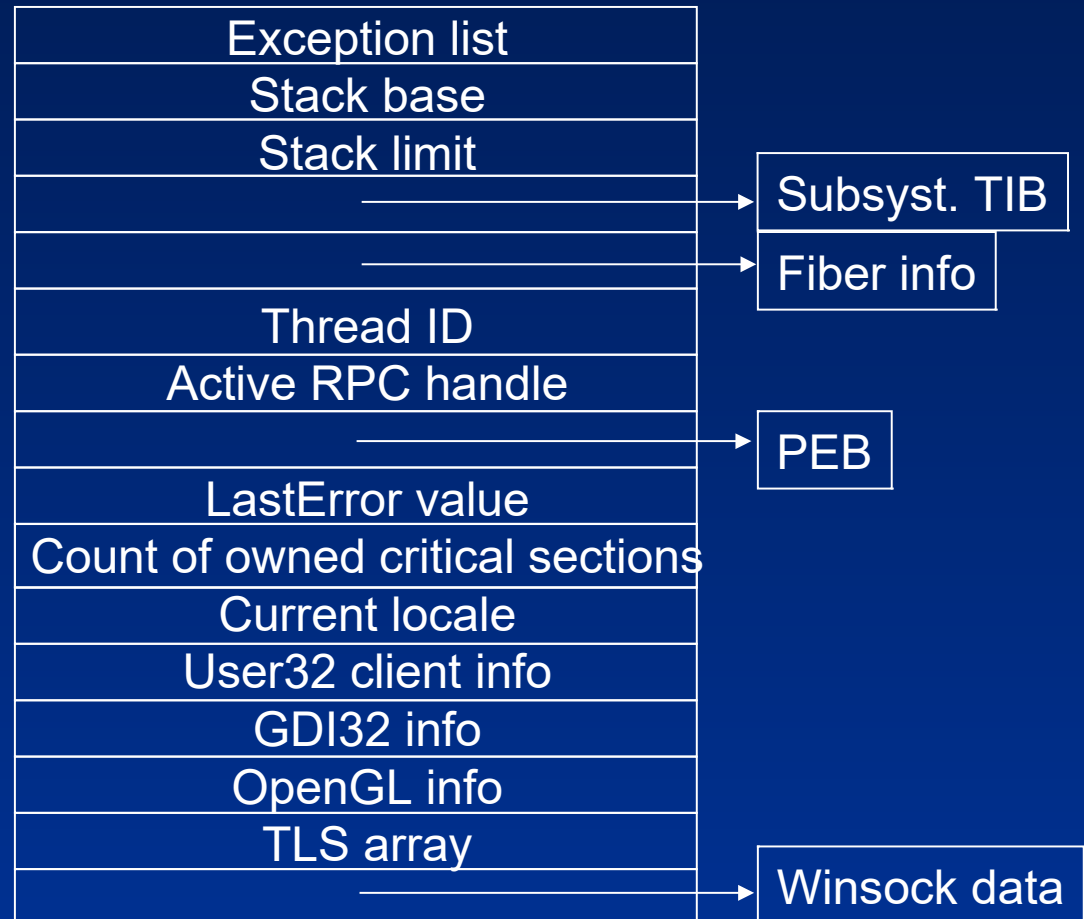 Exception list
Stack base
Stack limit
Subsyst. TIB
Fiber info
Thread ID
Active RPC handle
PEB
LastError value
Count of owned critical sections
Current locale
User32 client info
GDI32 info
OpenGL info
TLS array
Winsock data